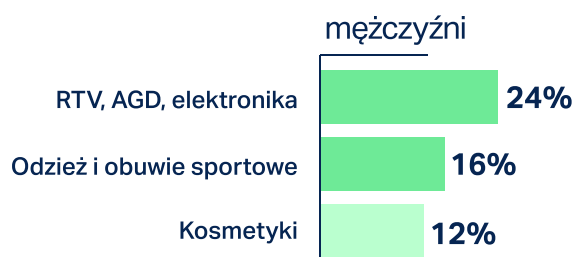 mężczyźni
RTV, AGD, elektronika 24%
Odzież i obuwie sportowe 16%
Kosmetyki 12%